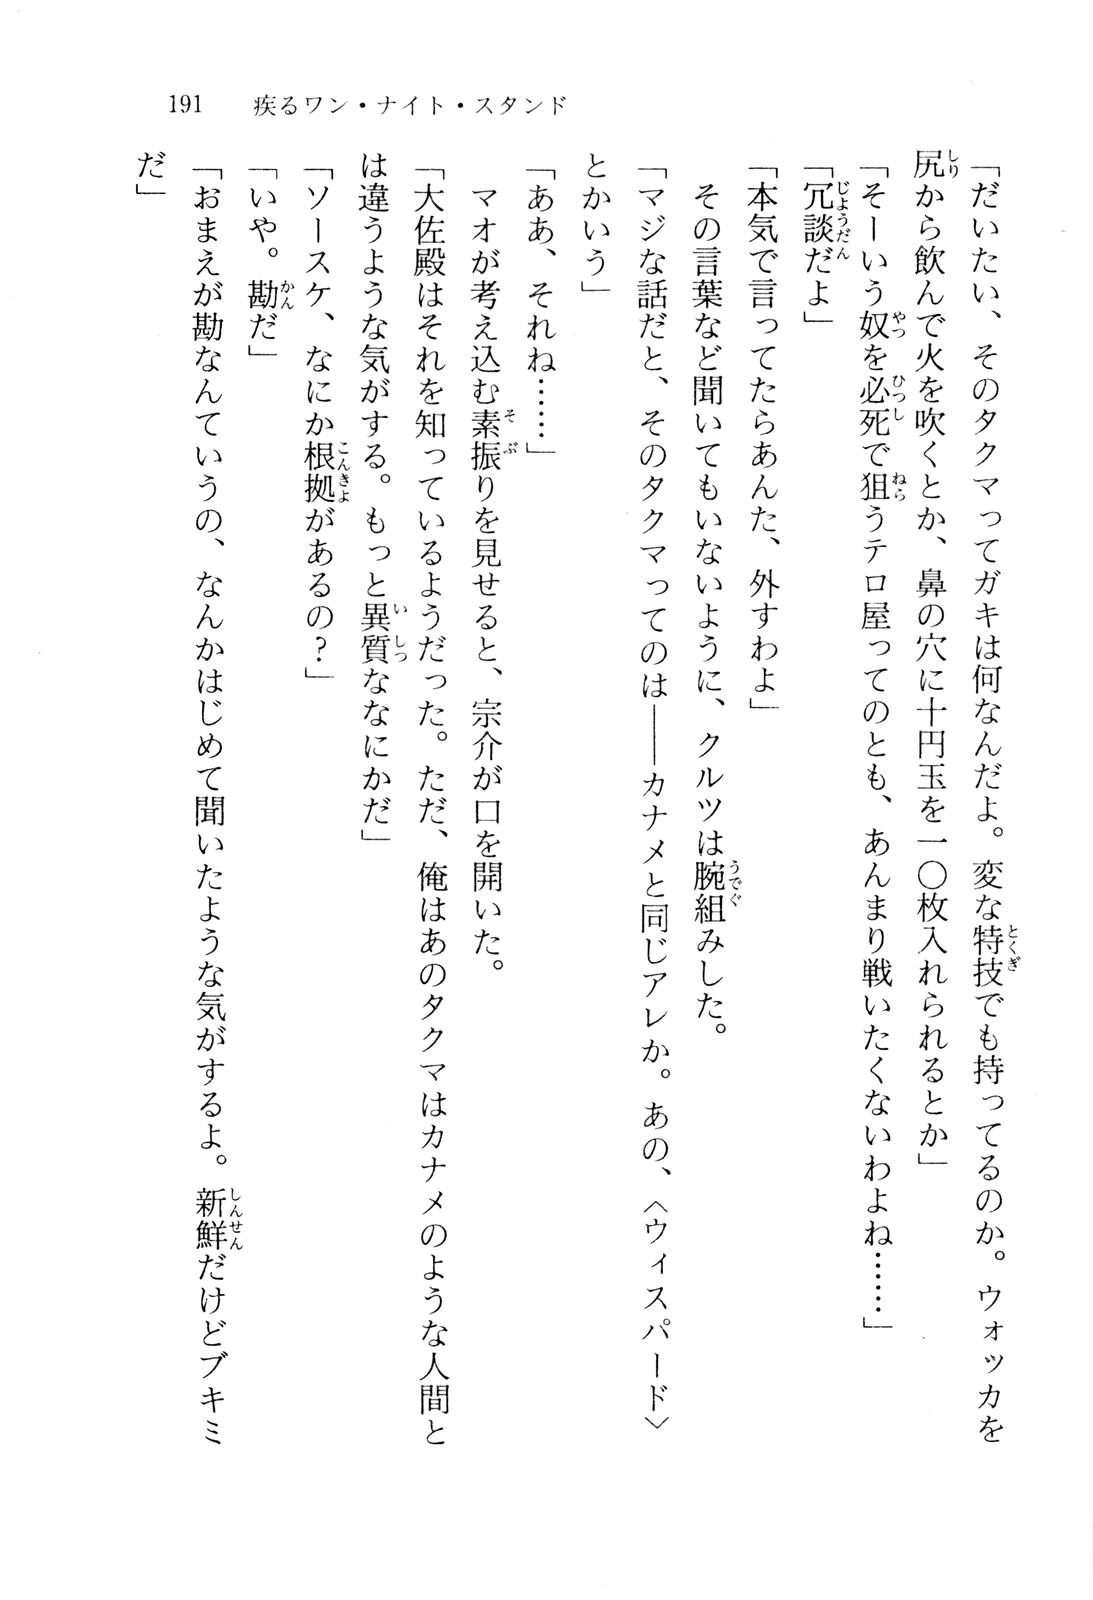 191　疾るワン・ナイト・スタンド
「だいたい、そのタクマってガキは何なんだよ。変な特技でも持ってるのか。ウォッカを
尻から飲んで火を吹くとか、鼻の穴に十円玉を一〇枚入れられるとか」
「そーいう奴を必死で狙うテロ屋ってのとも、あんまり戦いたくないわよね……」
「冗談だよ」
「本気で言ってたらあんた、外すわよ」
　その言葉など聞いてもいないように、クルツは腕組みした。
「マジな話だと、そのタクマってのは――カナメと同じアレか。あの、〈ウィスパード〉
とかいう」
「ああ、それね……」
　マオが考え込む素振りを見せると、宗介が口を開いた。
「大佐殿はそれを知っているようだった。ただ、俺はあのタクマはカナメのような人間と
は違うような気がする。もっと異質ななにかだ」
「ソースケ、なにか根拠があるの？」
「いや。勘だ」
「おまえが勘なんていうの、なんかはじめて聞いたような気がするよ。新鮮だけどブキミ
だ」